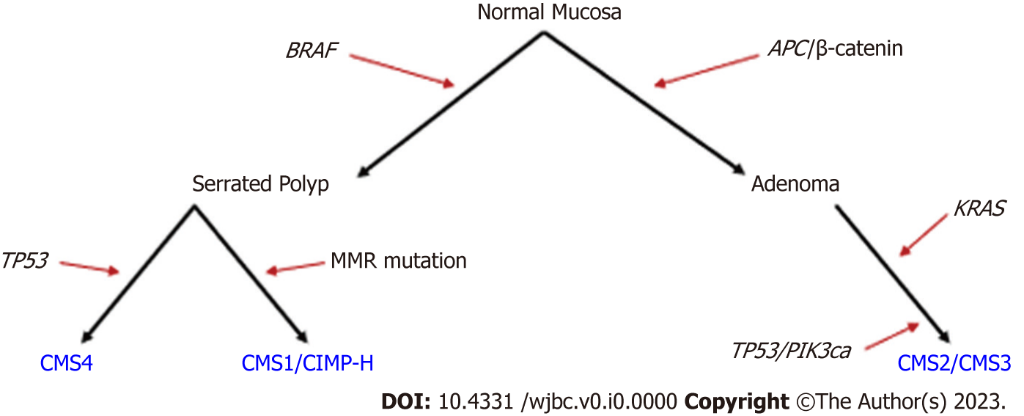 Normal Mucosa
BRAF
APC/β-catenin
Serrated Polyp
Adenoma
KRAS
TP53
MMR mutation
TP53/PIK3ca
CMS4
CMS1/CIMP-H
CMS2/CMS3
DOI: 10.4331 /wjbc.v0.i0.0000 Copyright ©The Author(s) 2023.